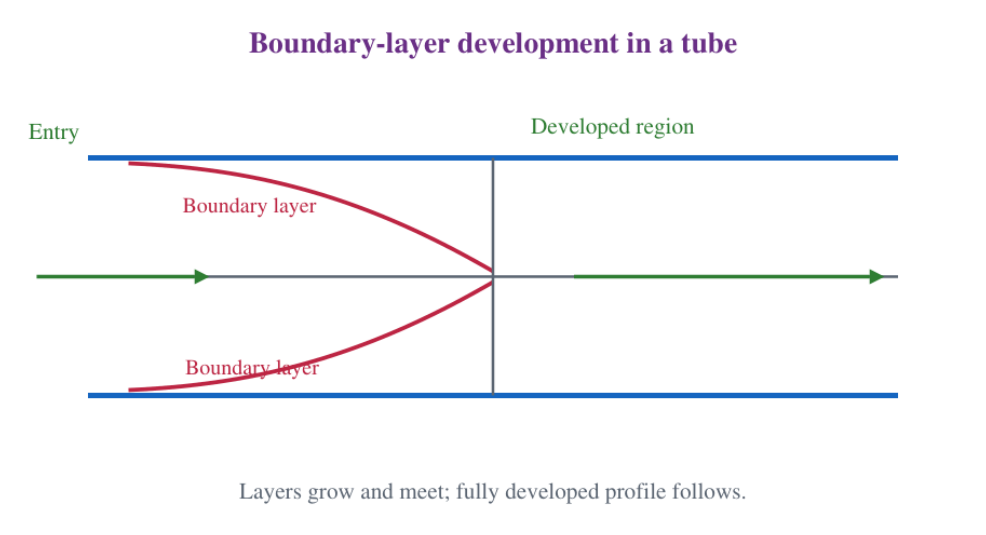 Boundary-layer development in a tube
Developed region
Entry
Boundary layer
Boundary layer
Layers grow and meet; fully developed profile follows.